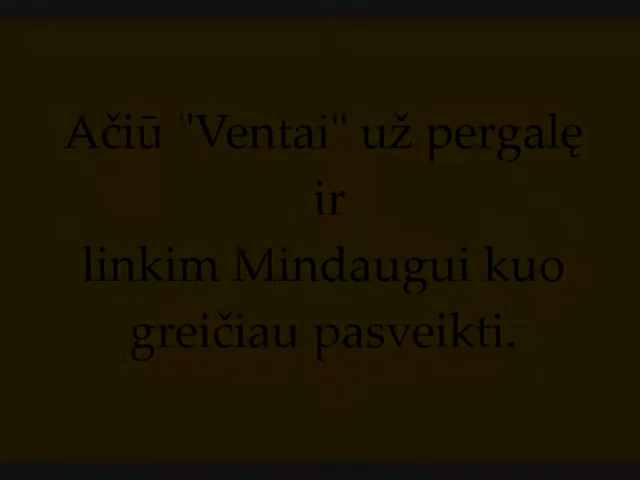 Ačiū "Ventai" už pergalę
ir
linkim Mindaugui kuo
greičiau pasveikti.